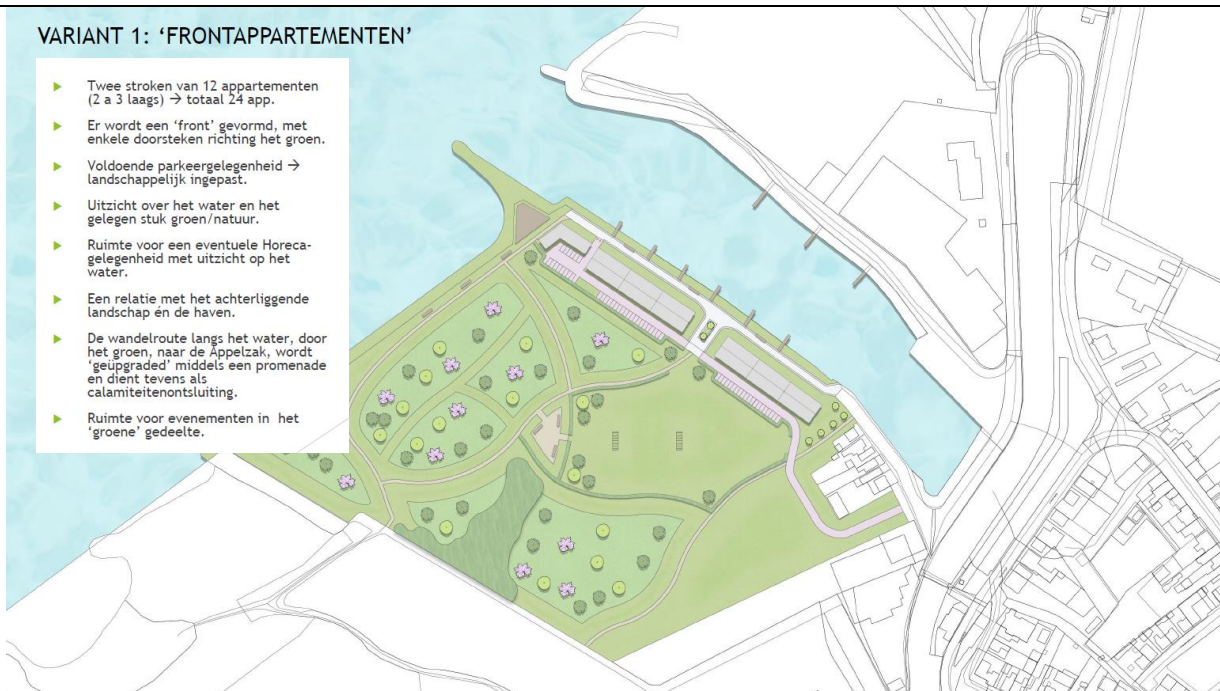 VARIANT 1: ‘FRONTAPPARTEMENTEN’
Twee stroken van 12 appartementen
(2 a 3 laags) → totaal 24 app.
Er wordt een ‘front’ gevormd, met
enkele doorsteken richting het groen.
Voldoende parkeergelegenheid →
landschappelijk ingepast.
Uitzicht over het water en het
gelegen stuk groen/natuur.
Ruimte voor een eventuele Horeca-
gelegenheid met uitzicht op het
water.
Een relatie met het achterliggende
landschap én de haven.
De wandelroute langs het water, door
het groen, naar de Appelzak, wordt
‘geüpgraded’ middels een promenade
en dient tevens als
calamiteitenontsluiting.
Ruimte voor evenementen in het
‘groene’ gedeelte.